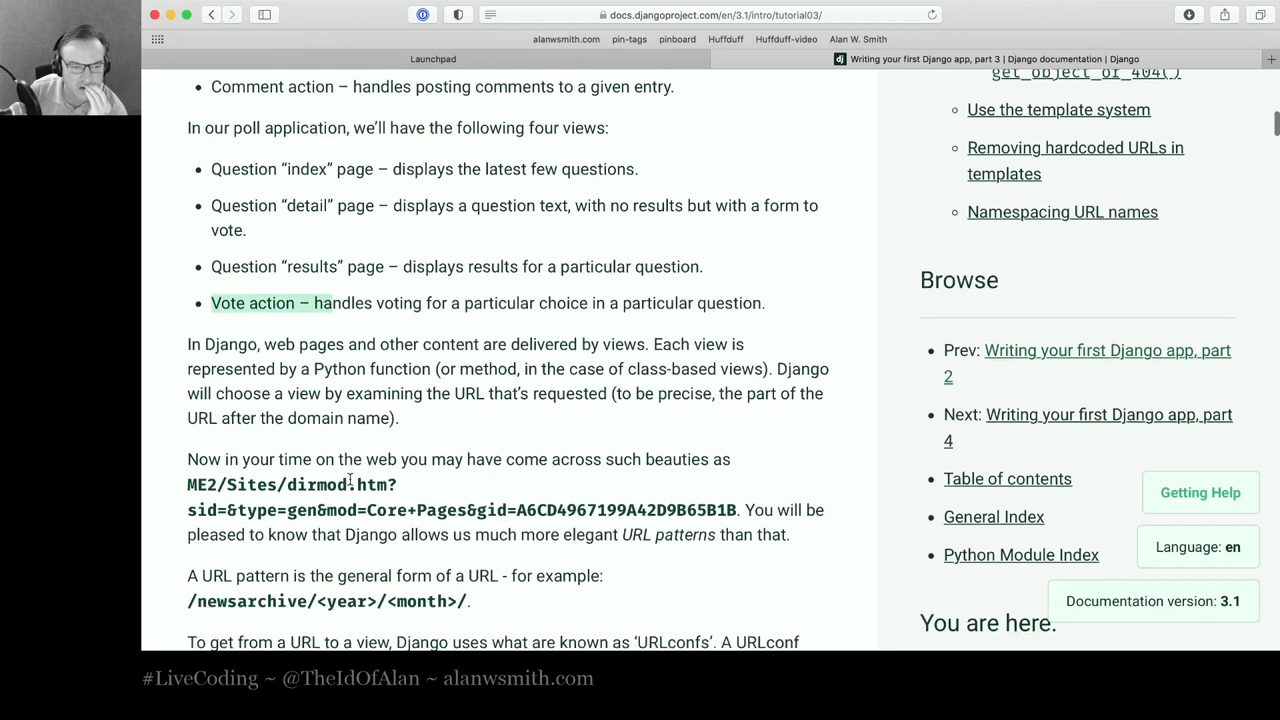 docs.djangoproject.com/en/3.1/intro/tutorial03/
alanwsmith.com pin-tags pinboard Huffduff Huffduff-video Alan W. Smith
Launchpad
dj Writing your first Django app, part 3 | Django documentation | Django
Comment action – handles posting comments to a given entry.
In our poll application, we’ll have the following four views:
Question “index” page – displays the latest few questions.
Question “detail” page – displays a question text, with no results but with a form to
vote.
Question “results” page – displays results for a particular question.
Vote action – handles voting for a particular choice in a particular question.
In Django, web pages and other content are delivered by views. Each view is
represented by a Python function (or method, in the case of class-based views). Django
will choose a view by examining the URL that’s requested (to be precise, the part of the
URL after the domain name).
Now in your time on the web you may have come across such beauties as
ME2/Sites/dirmod.htm?
sid=&type=gen&mod=Core+Pages&gid=A6CD4967199A42D9B65B1B. You will be
pleased to know that Django allows us much more elegant URL patterns than that.
A URL pattern is the general form of a URL - for example:
/newsarchive/<year>/<month>/.
To get from a URL to a view, Django uses what are known as ‘URLconfs’. A URLconf
get_object_or_404()
Use the template system
Removing hardcoded URLs in
templates
Namespacing URL names
Browse
Prev: Writing your first Django app, part
2
Next: Writing your first Django app, part
4
Table of contents
General Index
Python Module Index
You are here:
Getting Help
Language: en
Documentation version: 3.1
#LiveCoding ~ @TheIdOfAlan ~ alanwsmith.com